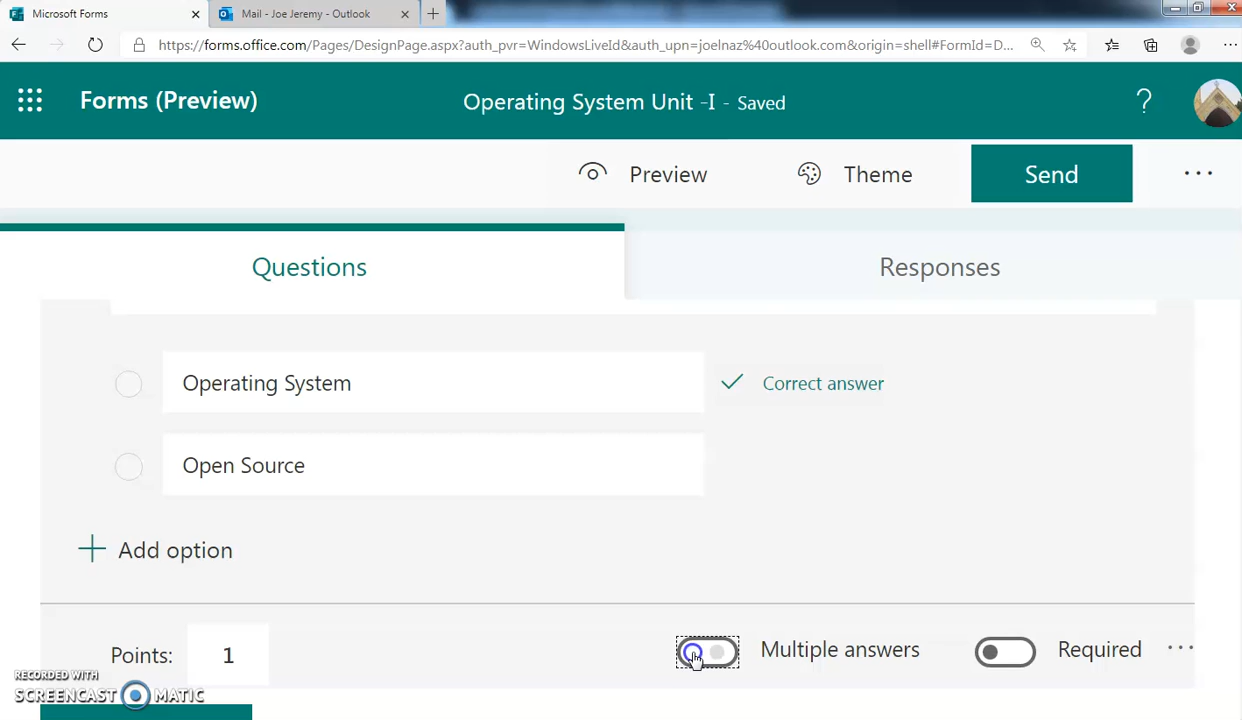 Microsoft Forms
Mail - Joe Jeremy - Outlook
https://forms.office.com/Pages/DesignPage.aspx?auth_pvr=WindowsLiveId&auth_upn=joelnaz%40outlook.com&origin=shell#FormId=D...
Forms (Preview)
Operating System Unit -I - Saved
?
Preview
Theme
Send
Questions
Responses
Operating System
Correct answer
Open Source
Add option
Points: 1
Multiple answers
Required
RECORDED WITH
SCREENCAST MATIC